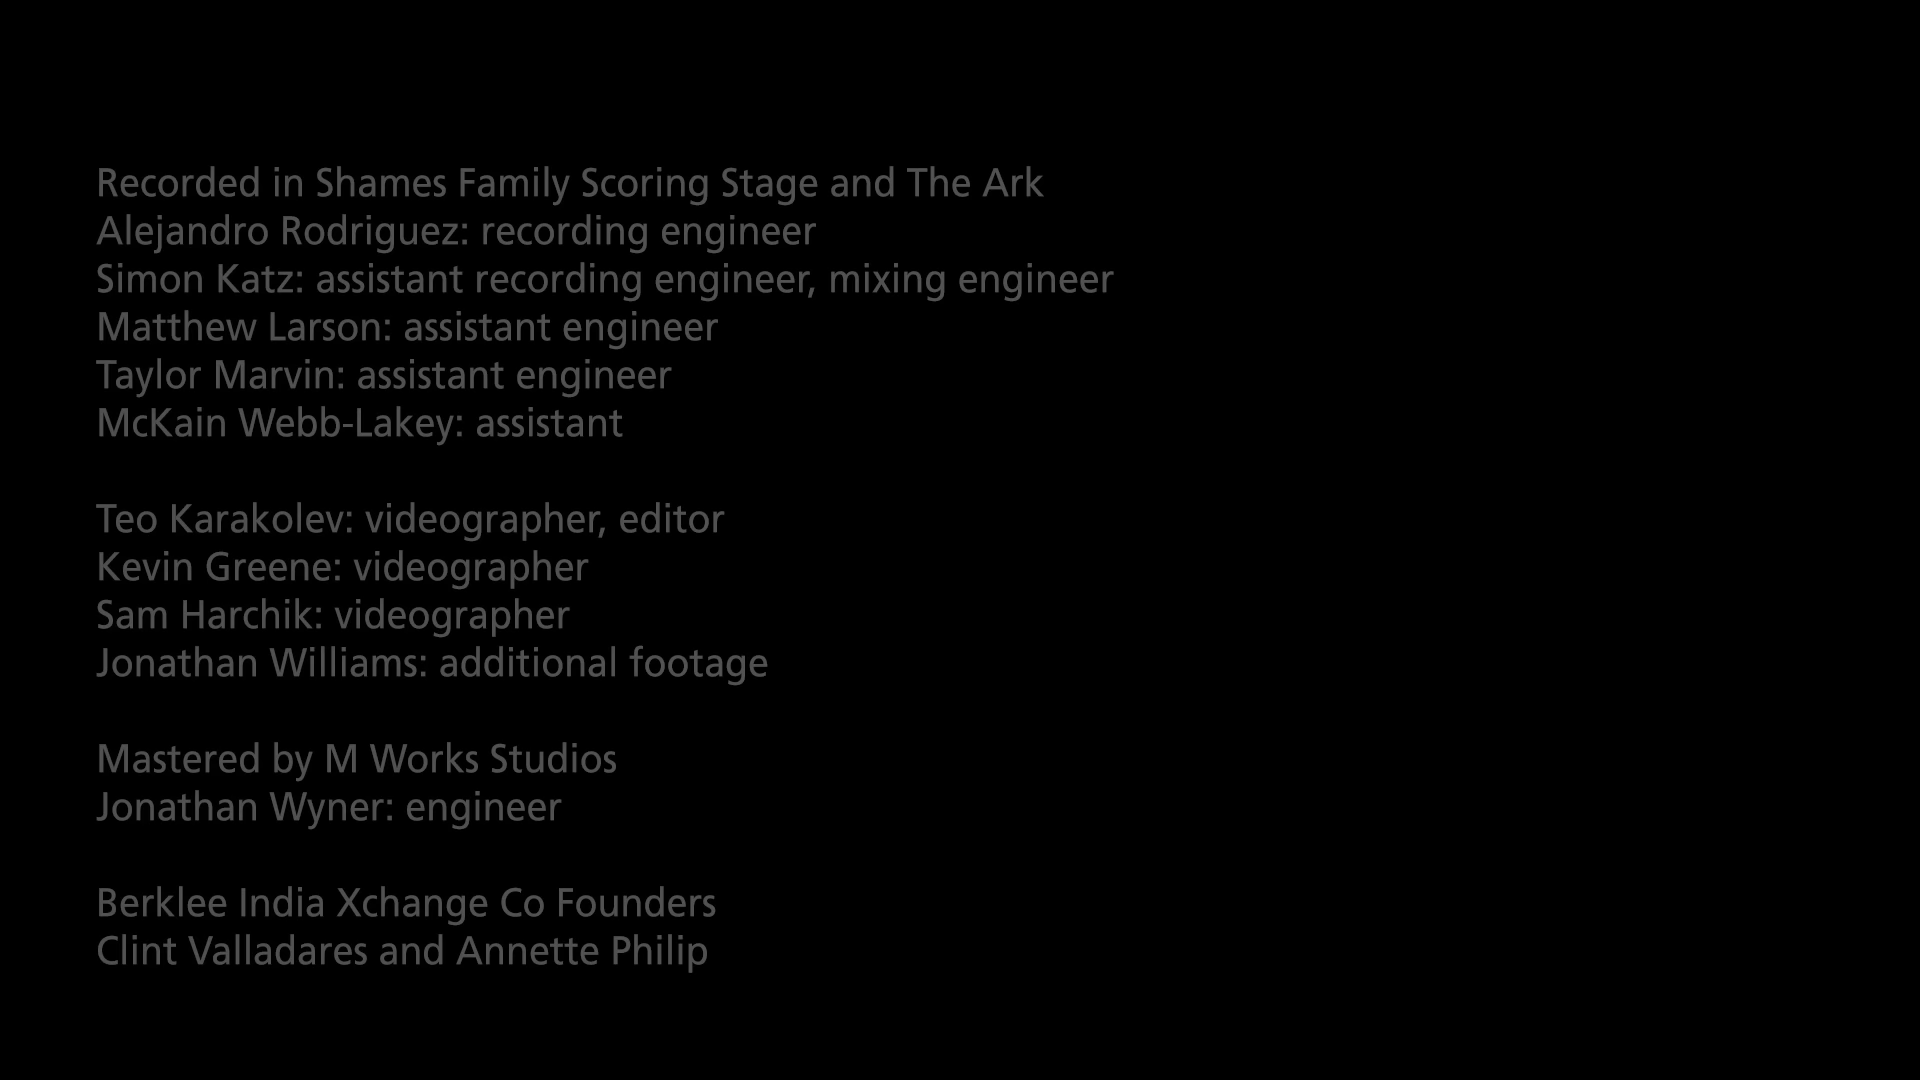 Recorded in Shames Family Scoring Stage and The Ark
Alejandro Rodriguez: recording engineer
Simon Katz: assistant recording engineer, mixing engineer
Matthew Larson: assistant engineer
Taylor Marvin: assistant engineer
McKain Webb-Lakey: assistant
Teo Karakolev: videographer, editor
Kevin Greene: videographer
Sam Harchik: videographer
Jonathan Williams: additional footage
Mastered by M Works Studios
Jonathan Wyner: engineer
Berklee India Xchange Co Founders
Clint Valladares and Annette Philip